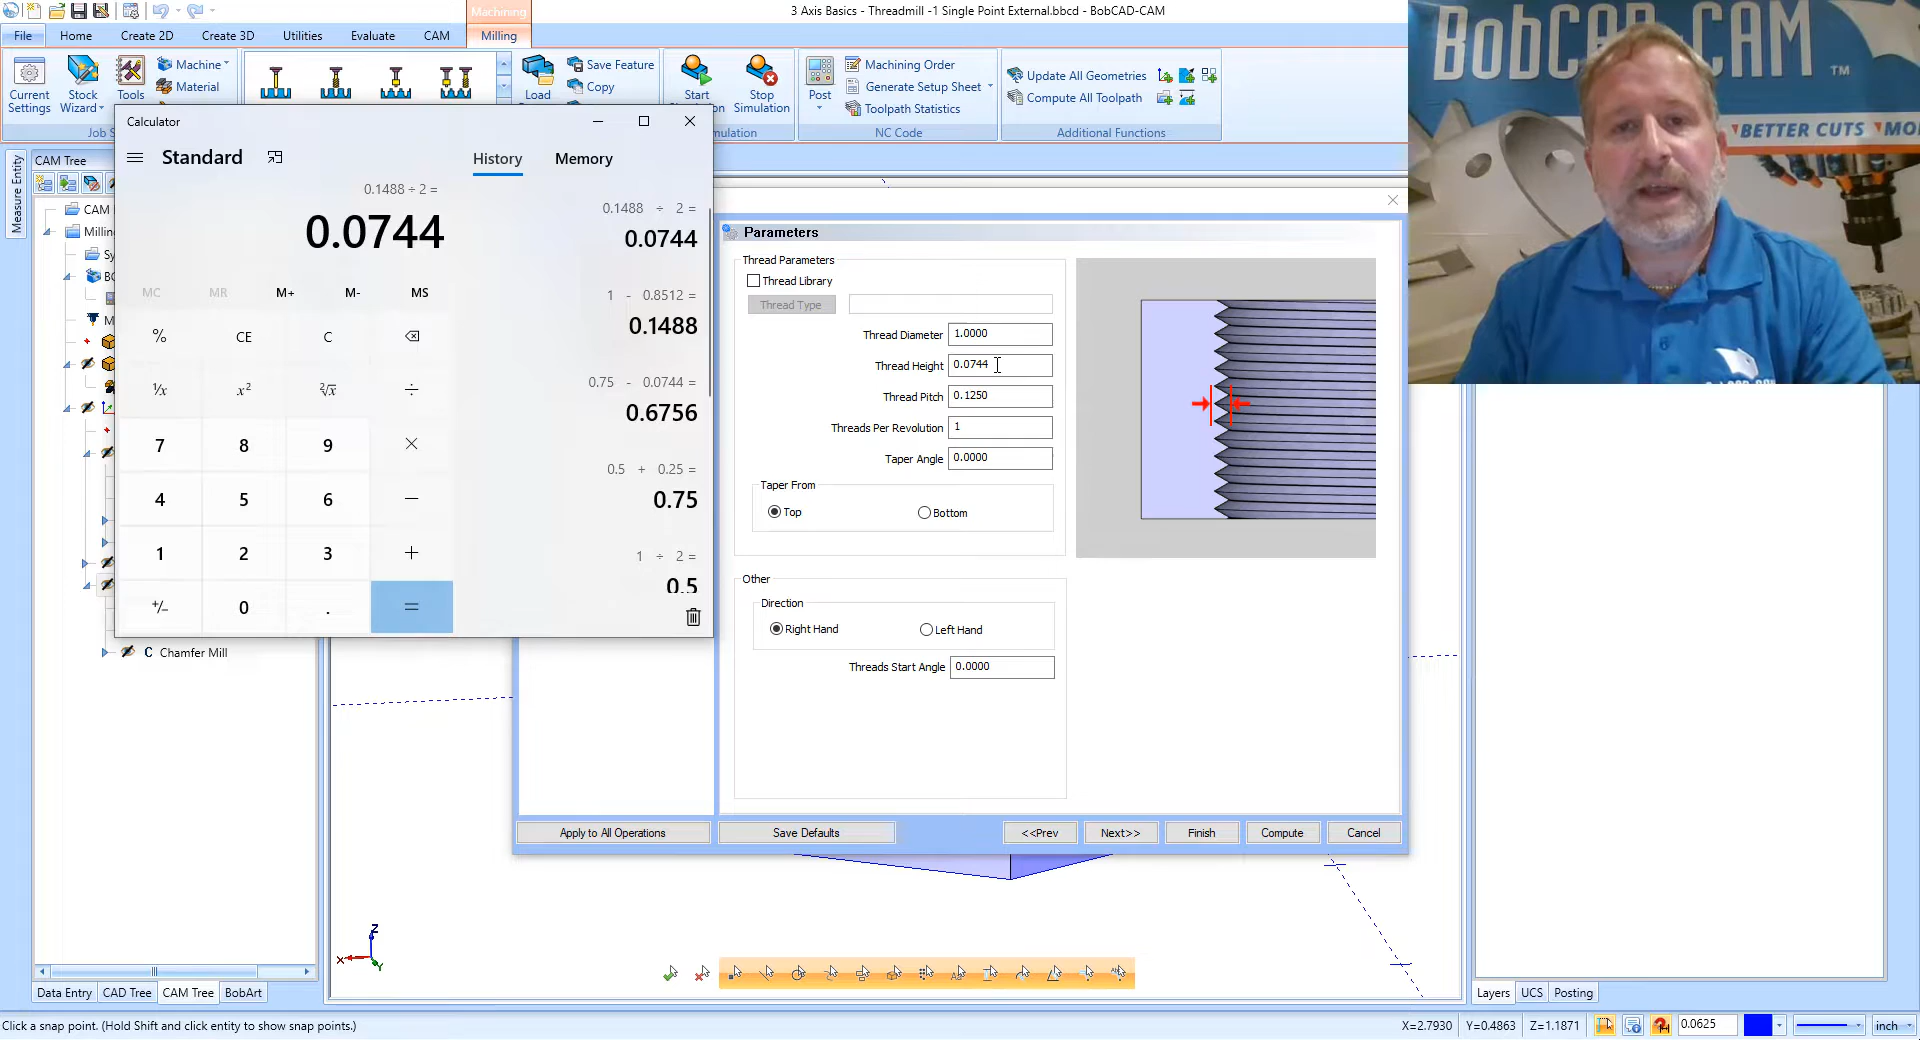 3 Axis Basics - Threadmill -1 Single Point External.bbcd - BobCAD-CAM
Machining
File
Home
Create 2D
Create 3D
Utilities
Evaluate
CAM
Milling
Current
Settings
Stock
Wizard
Tools
Machine
Material
Load
Save Feature
Copy
Start
Stop
Simulation
Post
Machining Order
Generate Setup Sheet
Toolpath Statistics
NC Code
Update All Geometries
Compute All Toolpath
Additional Functions
BobCAD-CAM
TM
"BETTER CUTS
Measure Entity
CAM Tree
CAM
Chamfer Mill
Calculator
Standard
History
Memory
0.1488 ÷ 2 =
0.0744
MC
MR
M+
M-
MS
%
CE
C
1/x
x²
²√x
÷
7
8
9
×
4
5
6
−
1
2
3
+
+/−
0
.
=
0.1488 ÷ 2 =
0.0744
1 - 0.8512 =
0.1488
0.75 - 0.0744 =
0.6756
0.5 + 0.25 =
0.75
1 ÷ 2 =
0.5
Parameters
Thread Parameters
Thread Library
Thread Type
Thread Diameter 1.0000
Thread Height 0.0744
Thread Pitch 0.1250
Threads Per Revolution 1
Taper Angle 0.0000
Taper From
Top
Bottom
Other
Direction
Right Hand
Left Hand
Threads Start Angle 0.0000
Apply to All Operations
Save Defaults
<<Prev
Next>>
Finish
Compute
Cancel
Z
X
Y
Data Entry
CAD Tree
CAM Tree
BobArt
Layers
UCS
Posting
Click a snap point. (Hold Shift and click entity to show snap points.)
X=2.7930
Y=0.4863
Z=1.1871
0.0625
inch